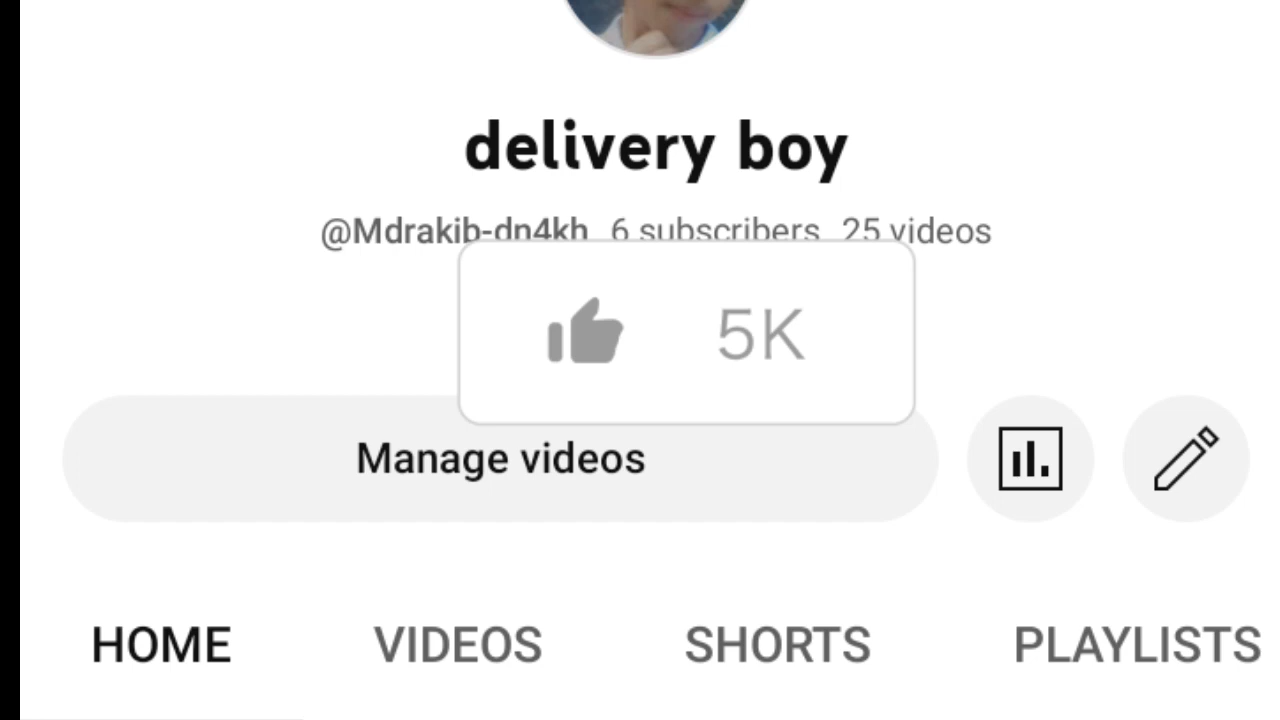 delivery boy
@Mdrakib-dn4kh 6 subscribers 25 videos
5K
Manage videos
HOME VIDEOS SHORTS PLAYLISTS